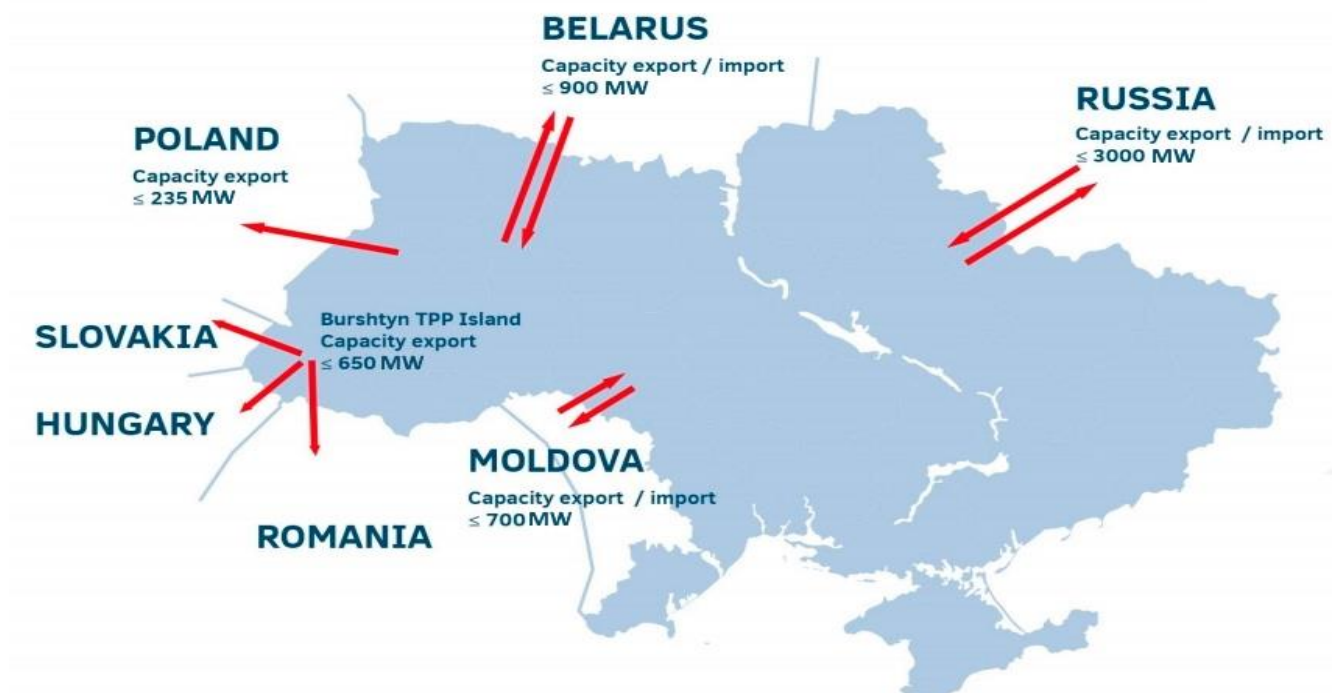 BELARUS
Capacity export / import
≤ 900 MW
RUSSIA
Capacity export / import
≤ 3000 MW
POLAND
Capacity export
≤ 235 MW
Burshtyn TPP Island
Capacity export
≤ 650 MW
SLOVAKIA
HUNGARY
MOLDOVA
Capacity export / import
≤ 700 MW
ROMANIA